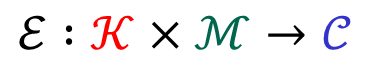 ℰ : 𝒦 × ℳ → 𝒞